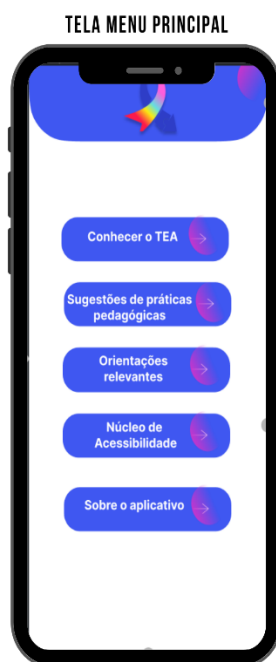 TELA MENU PRINCIPAL
Conhecer o TEA
Sugestões de práticas
pedagógicas
Orientações
relevantes
Núcleo de
Acessibilidade
Sobre o aplicativo